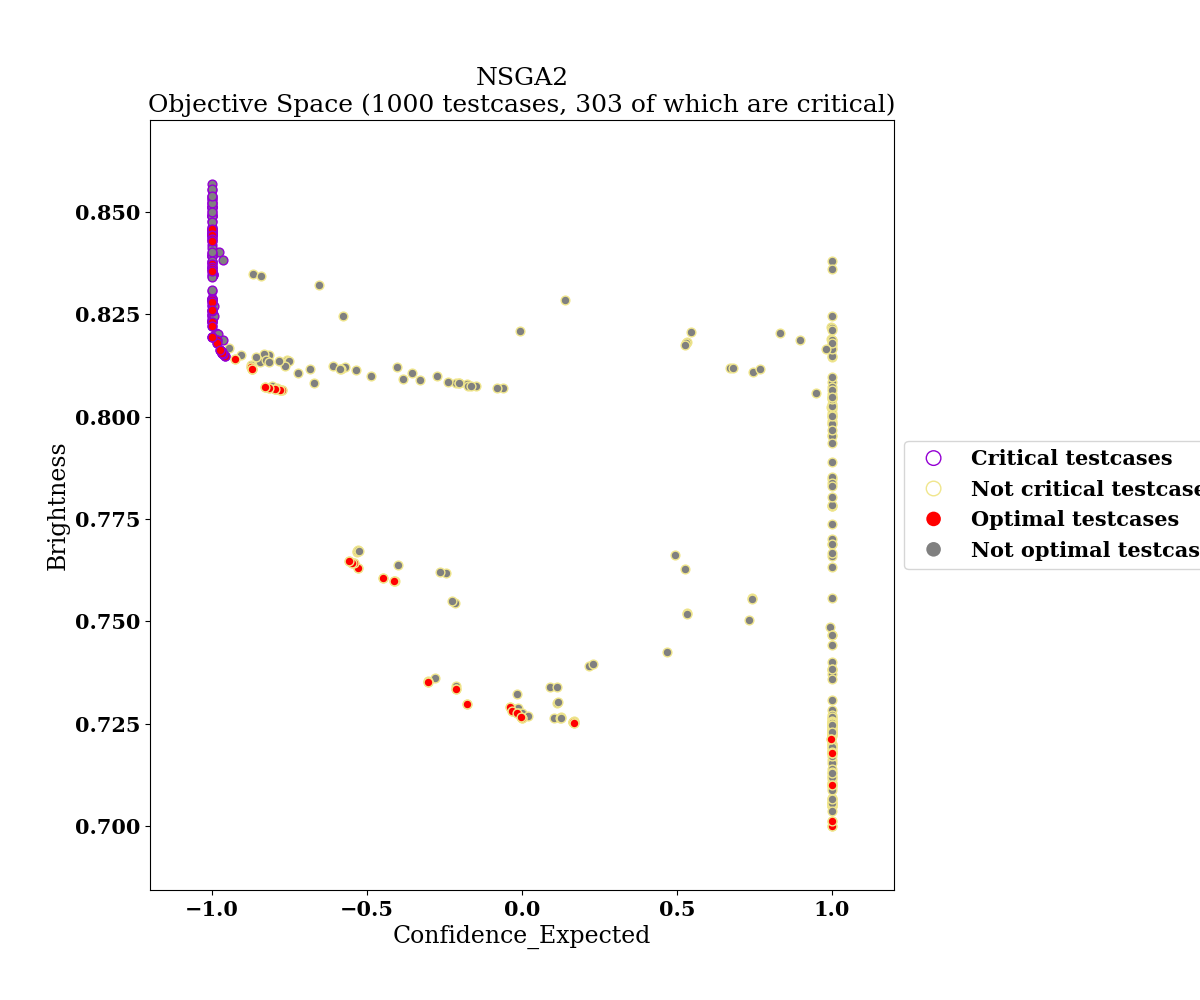 NSGA2
Objective Space (1000 testcases, 303 of which are critical)
0.850
0.825
0.800
0.775
0.750
0.725
0.700
Brightness
−1.0
−0.5
0.0
0.5
1.0
Confidence_Expected
Critical testcases
Not critical testcase
Optimal testcases
Not optimal testcas